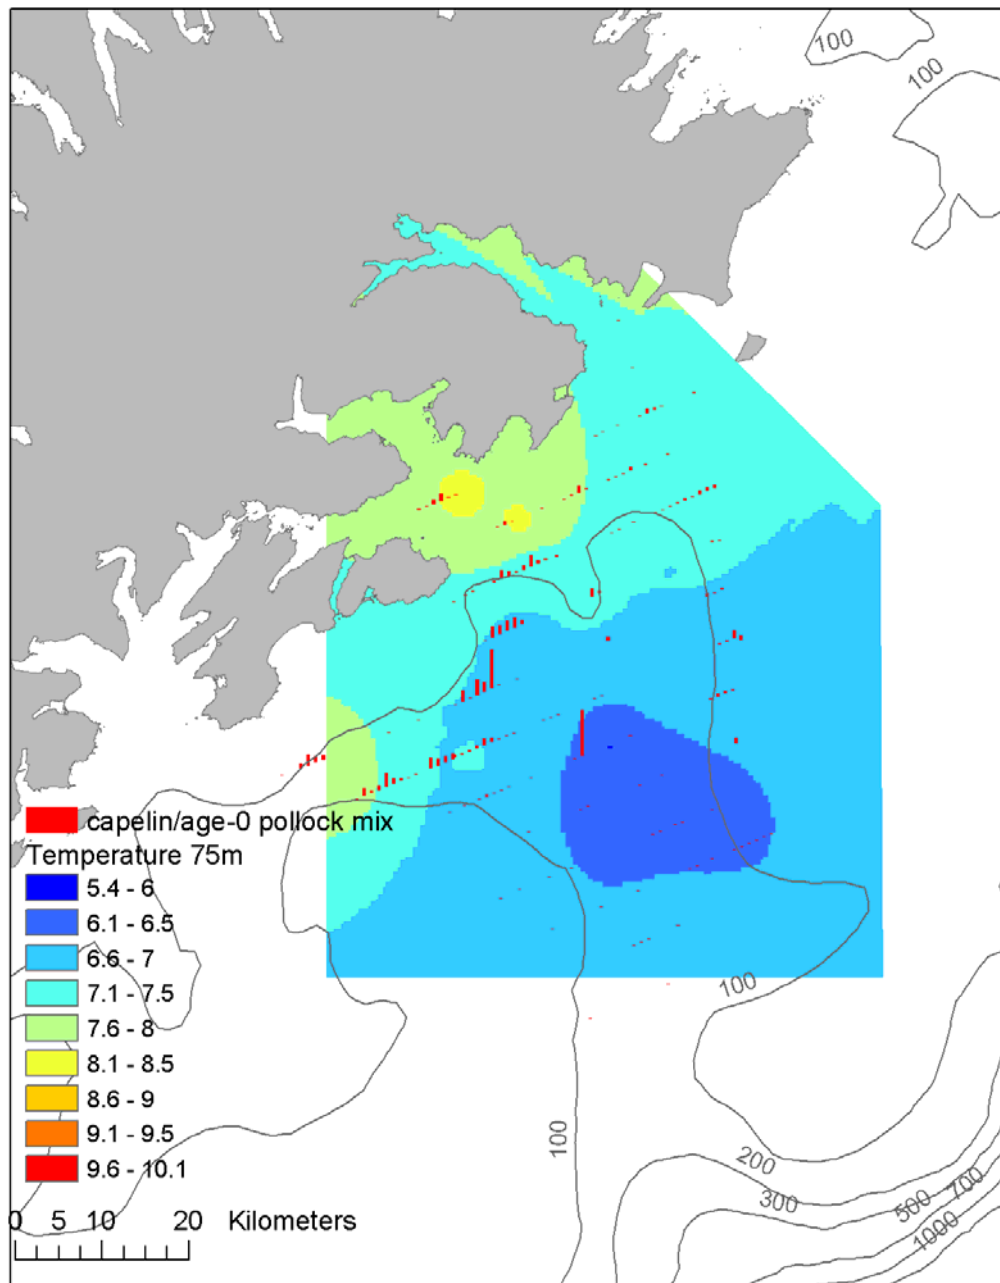 100
100
capelin/age-0 pollock mix
Temperature 75m
5.4 - 6
6.1 - 6.5
6.6 - 7
7.1 - 7.5
7.6 - 8
8.1 - 8.5
8.6 - 9
9.1 - 9.5
9.6 - 10.1
100
100
200
300
500
700
1000
0 5 10 20 Kilometers